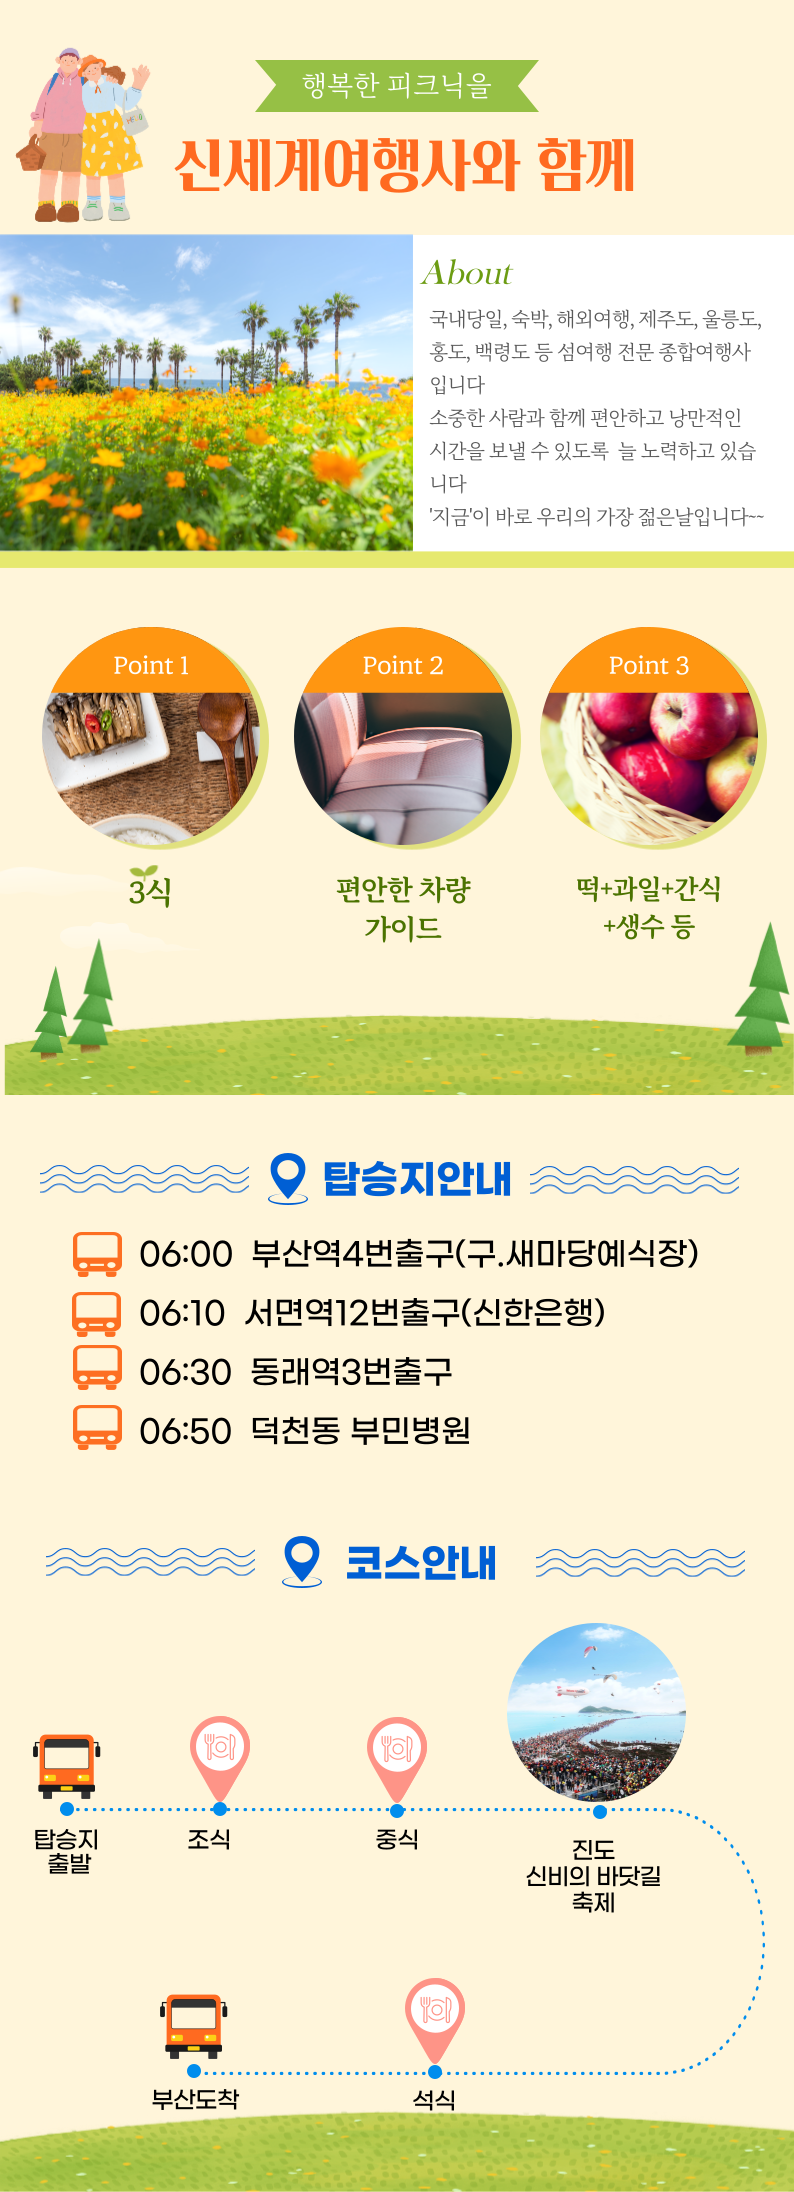 행복한 피크닉을
신세계여행사와 함께
About
국내당일, 숙박, 해외여행, 제주도, 울릉도,
홍도, 백령도 등 섬여행 전문 종합여행사
입니다
소중한 사람과 함께 편안하고 낭만적인
시간을 보낼 수 있도록 늘 노력하고 있습
니다
'지금'이 바로 우리의 가장 젊은날입니다~~
Point 1
Point 2
Point 3
3식
편안한 차량
가이드
떡+과일+간식
+생수 등
탑승지안내
06:00 부산역4번출구(구.새마당예식장)
06:10 서면역12번출구(신한은행)
06:30 동래역3번출구
06:50 덕천동 부민병원
코스안내
탑승지
출발
조식
중식
진도
신비의 바닷길
축제
부산도착
석식